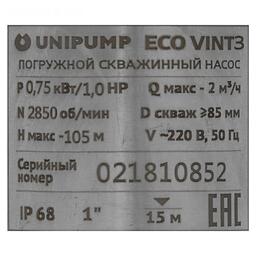 UNIPUMP ECO VINT3
ПОГРУЖНОЙ СКВАЖИННЫЙ НАСОС
P 0,75 кВт/1,0 HP Q макс - 2 м³/ч
N 2850 об/мин D скваж ≥85 мм
H макс -105 м V ~220 В, 50 Гц
Серийный номер 021810852
IP 68 1" 15 м EAC